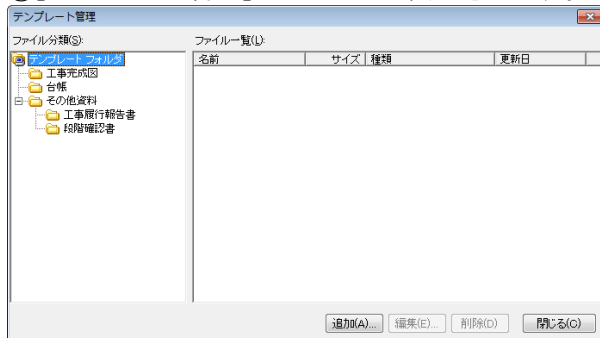 テンプレート管理
ファイル分類(S):
ファイル一覧(L):
テンプレート フォルダ
工事完成図
台帳
その他資料
工事履行報告書
段階確認書
名前 サイズ 種類 更新日
追加(A)... 編集(E)... 削除(D) 閉じる(C)